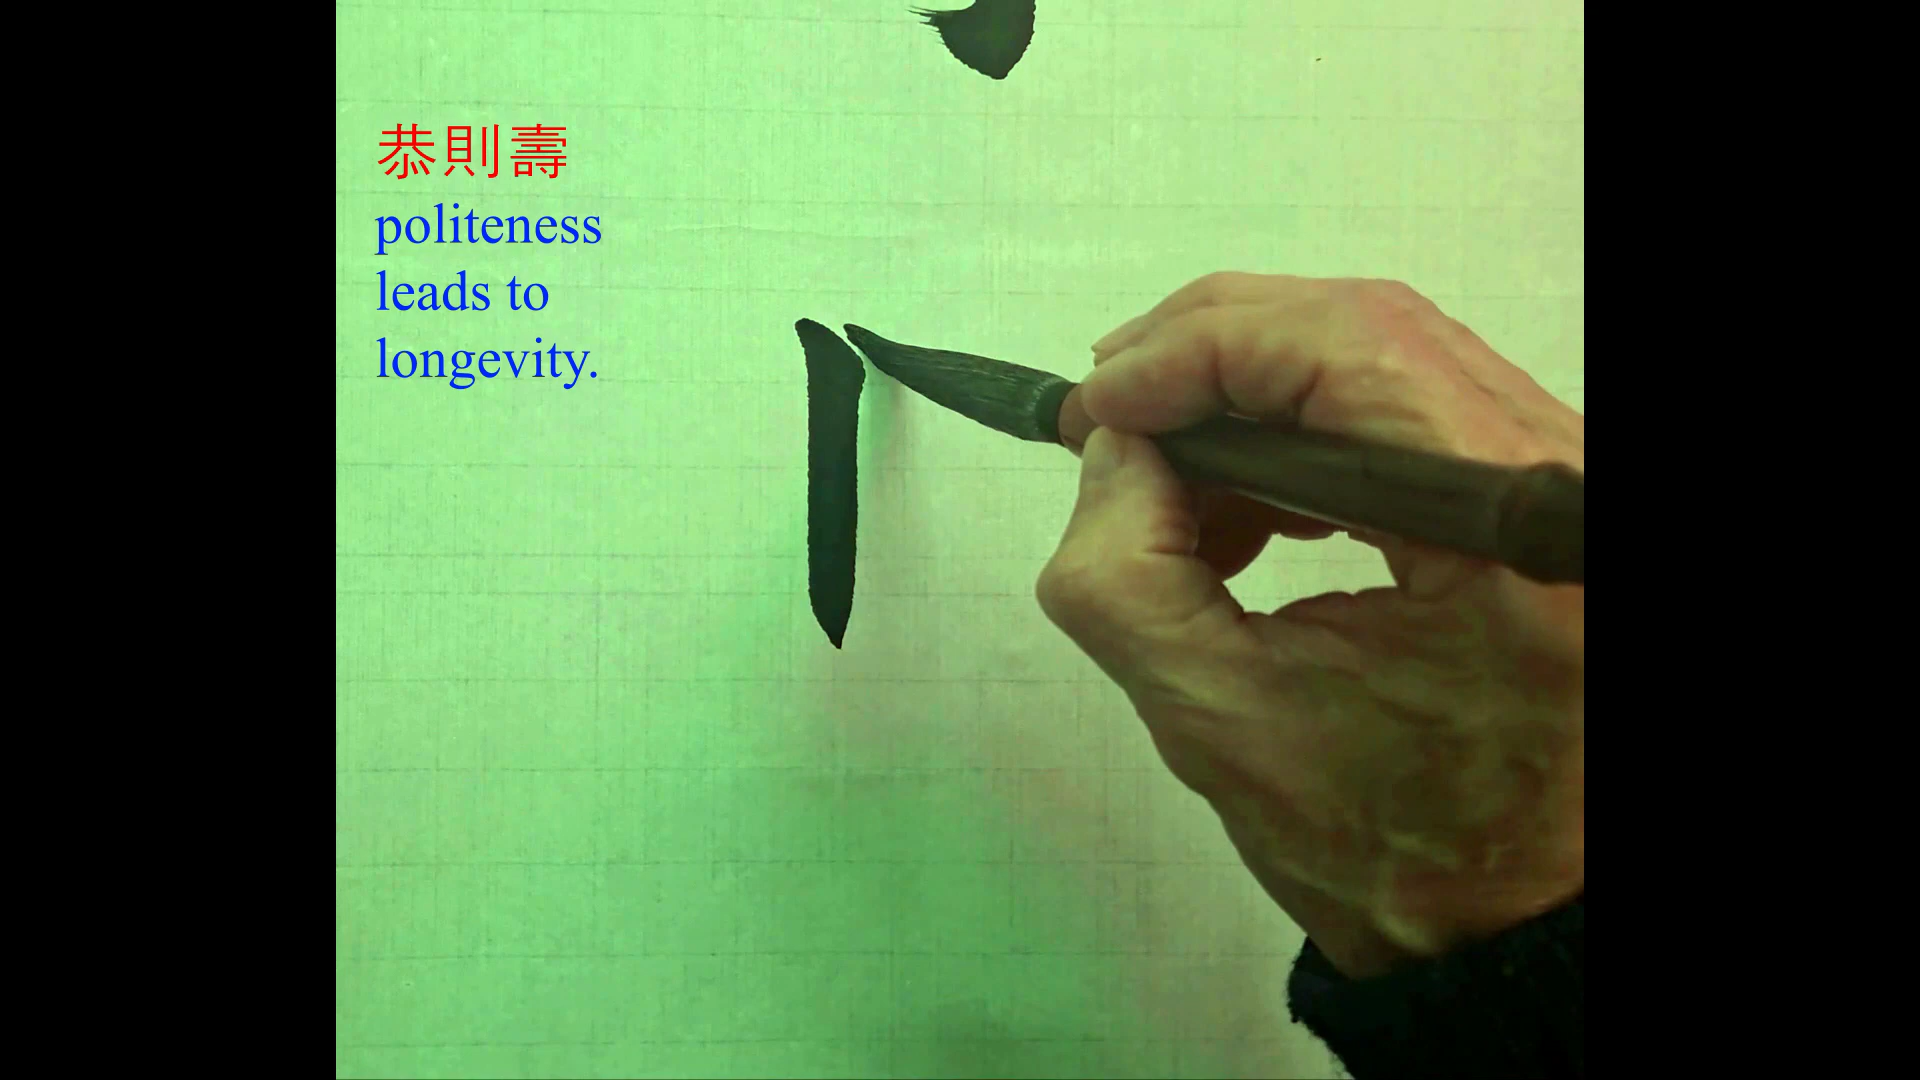 恭則壽
politeness
leads to
longevity.